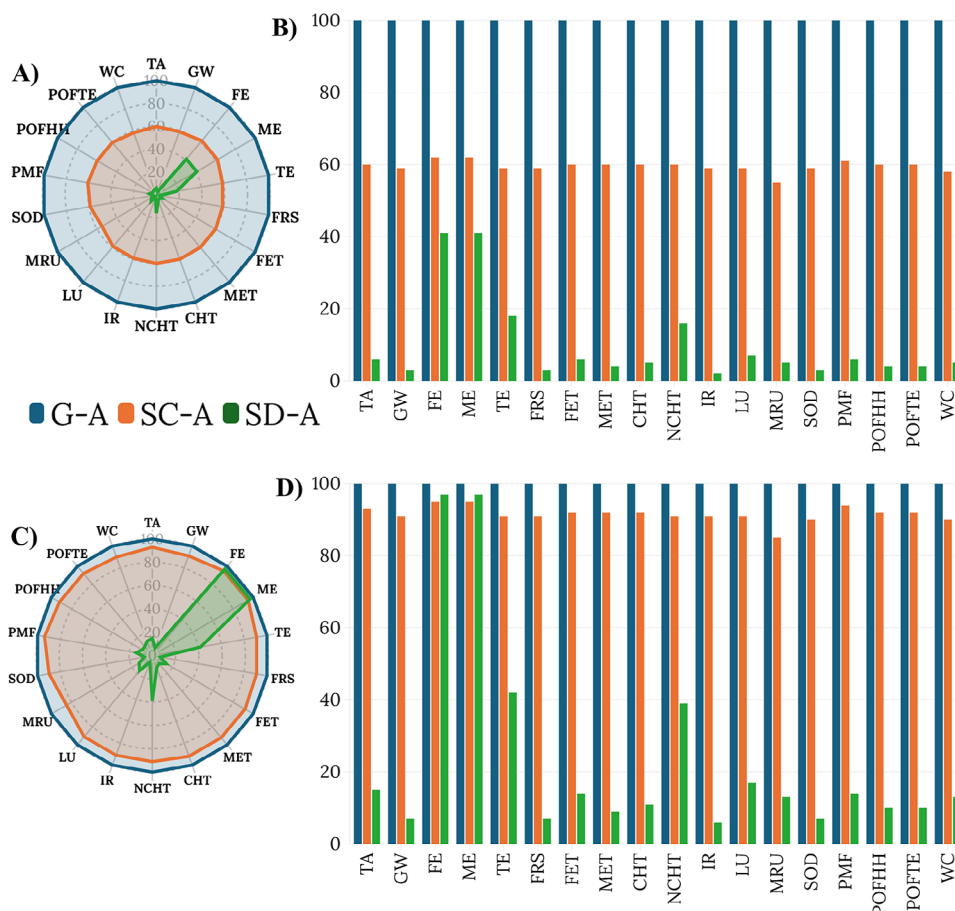 A)
TA
GW
FE
ME
TE
FRS
FET
MET
CHT
NCHT
IR
LU
MRU
SOD
PMF
POFHH
POFTE
WC
100
80
60
40
20
B)
100
80
60
40
20
0
TA
GW
FE
ME
TE
FRS
FET
MET
CHT
NCHT
IR
LU
MRU
SOD
PMF
POFHH
POFTE
WC
G-A SC-A SD-A
C)
TA
GW
FE
ME
TE
FRS
FET
MET
CHT
NCHT
IR
LU
MRU
SOD
PMF
POFHH
POFTE
WC
100
80
60
40
20
D)
100
80
60
40
20
0
TA
GW
FE
ME
TE
FRS
FET
MET
CHT
NCHT
IR
LU
MRU
SOD
PMF
POFHH
POFTE
WC